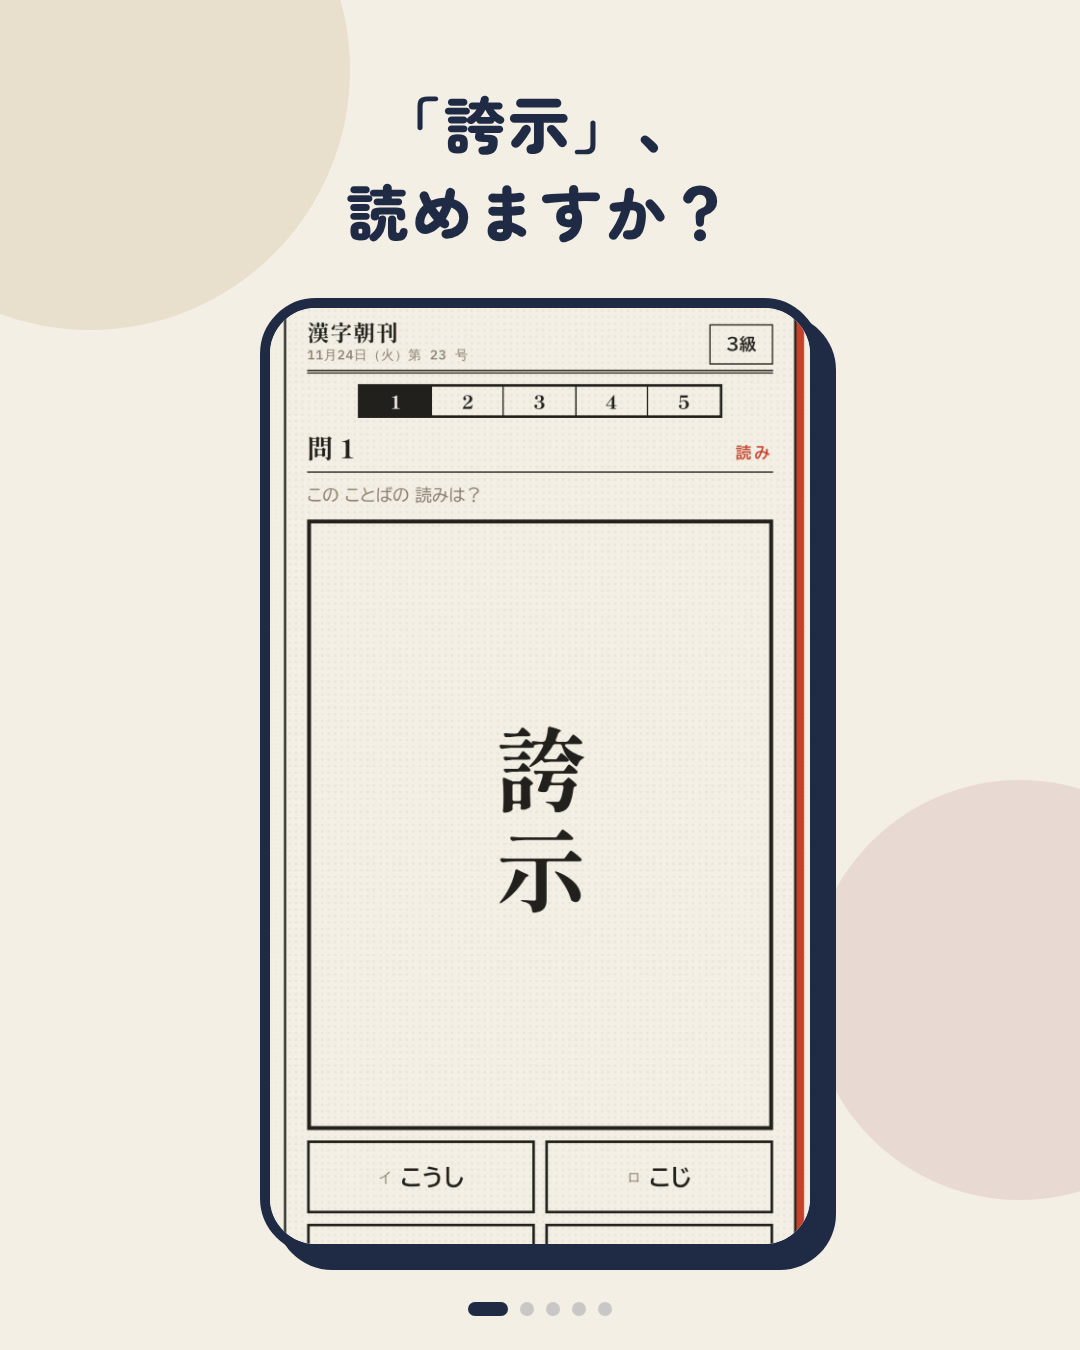 「誇示」、
読めますか？
漢字朝刊
11月24日（火）第 23 号
3級
1 2 3 4 5
問 1
読み
この ことばの 読みは？
誇示
イ こうし
ロ こじ